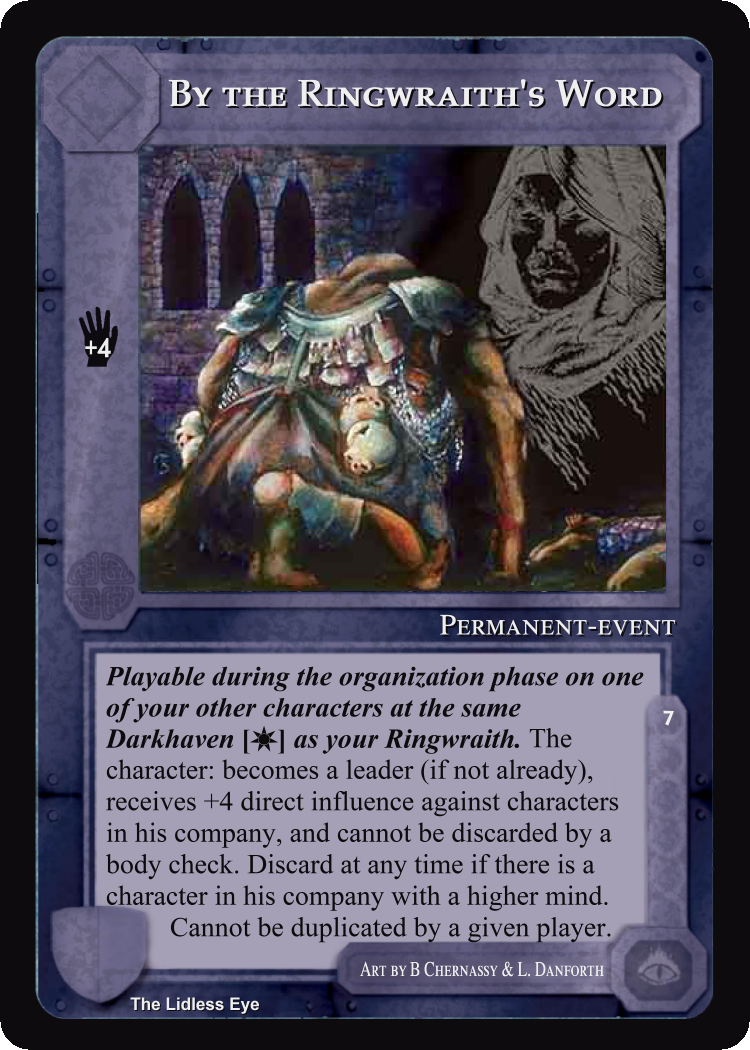 By the Ringwraith's Word
+4
Permanent-event
Playable during the organization phase on one
of your other characters at the same
Darkhaven [✷] as your Ringwraith. The
character: becomes a leader (if not already),
receives +4 direct influence against characters
in his company, and cannot be discarded by a
body check. Discard at any time if there is a
character in his company with a higher mind.
Cannot be duplicated by a given player.
7
Art by B Chernassy & L. Danforth
The Lidless Eye